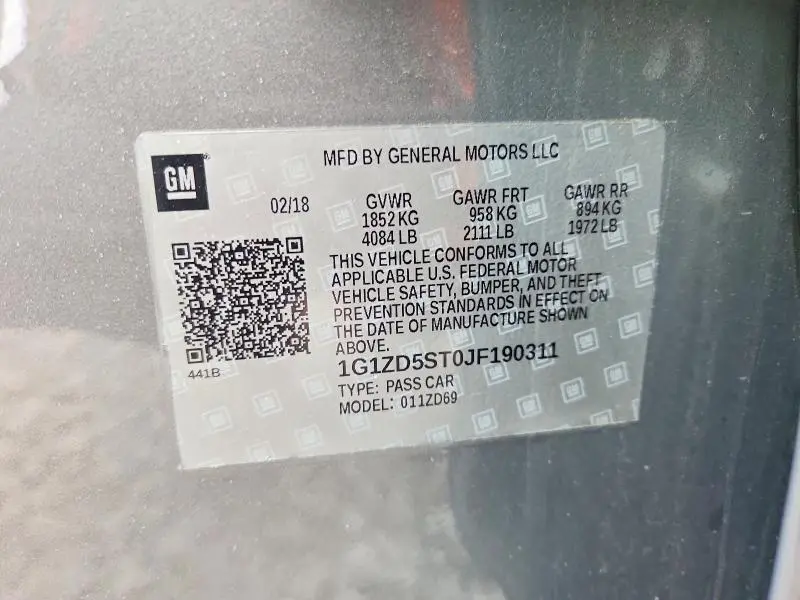 MFD BY GENERAL MOTORS LLC
GM
02/18
GVWR GAWR FRT GAWR RR
1852 KG 958 KG 894 KG
4084 LB 2111 LB 1972 LB
THIS VEHICLE CONFORMS TO ALL
APPLICABLE U.S. FEDERAL MOTOR
VEHICLE SAFETY, BUMPER, AND THEFT
PREVENTION STANDARDS IN EFFECT ON
THE DATE OF MANUFACTURE SHOWN
ABOVE.
441B
1G1ZD5ST0JF190311
TYPE: PASS CAR
MODEL: 011ZD69